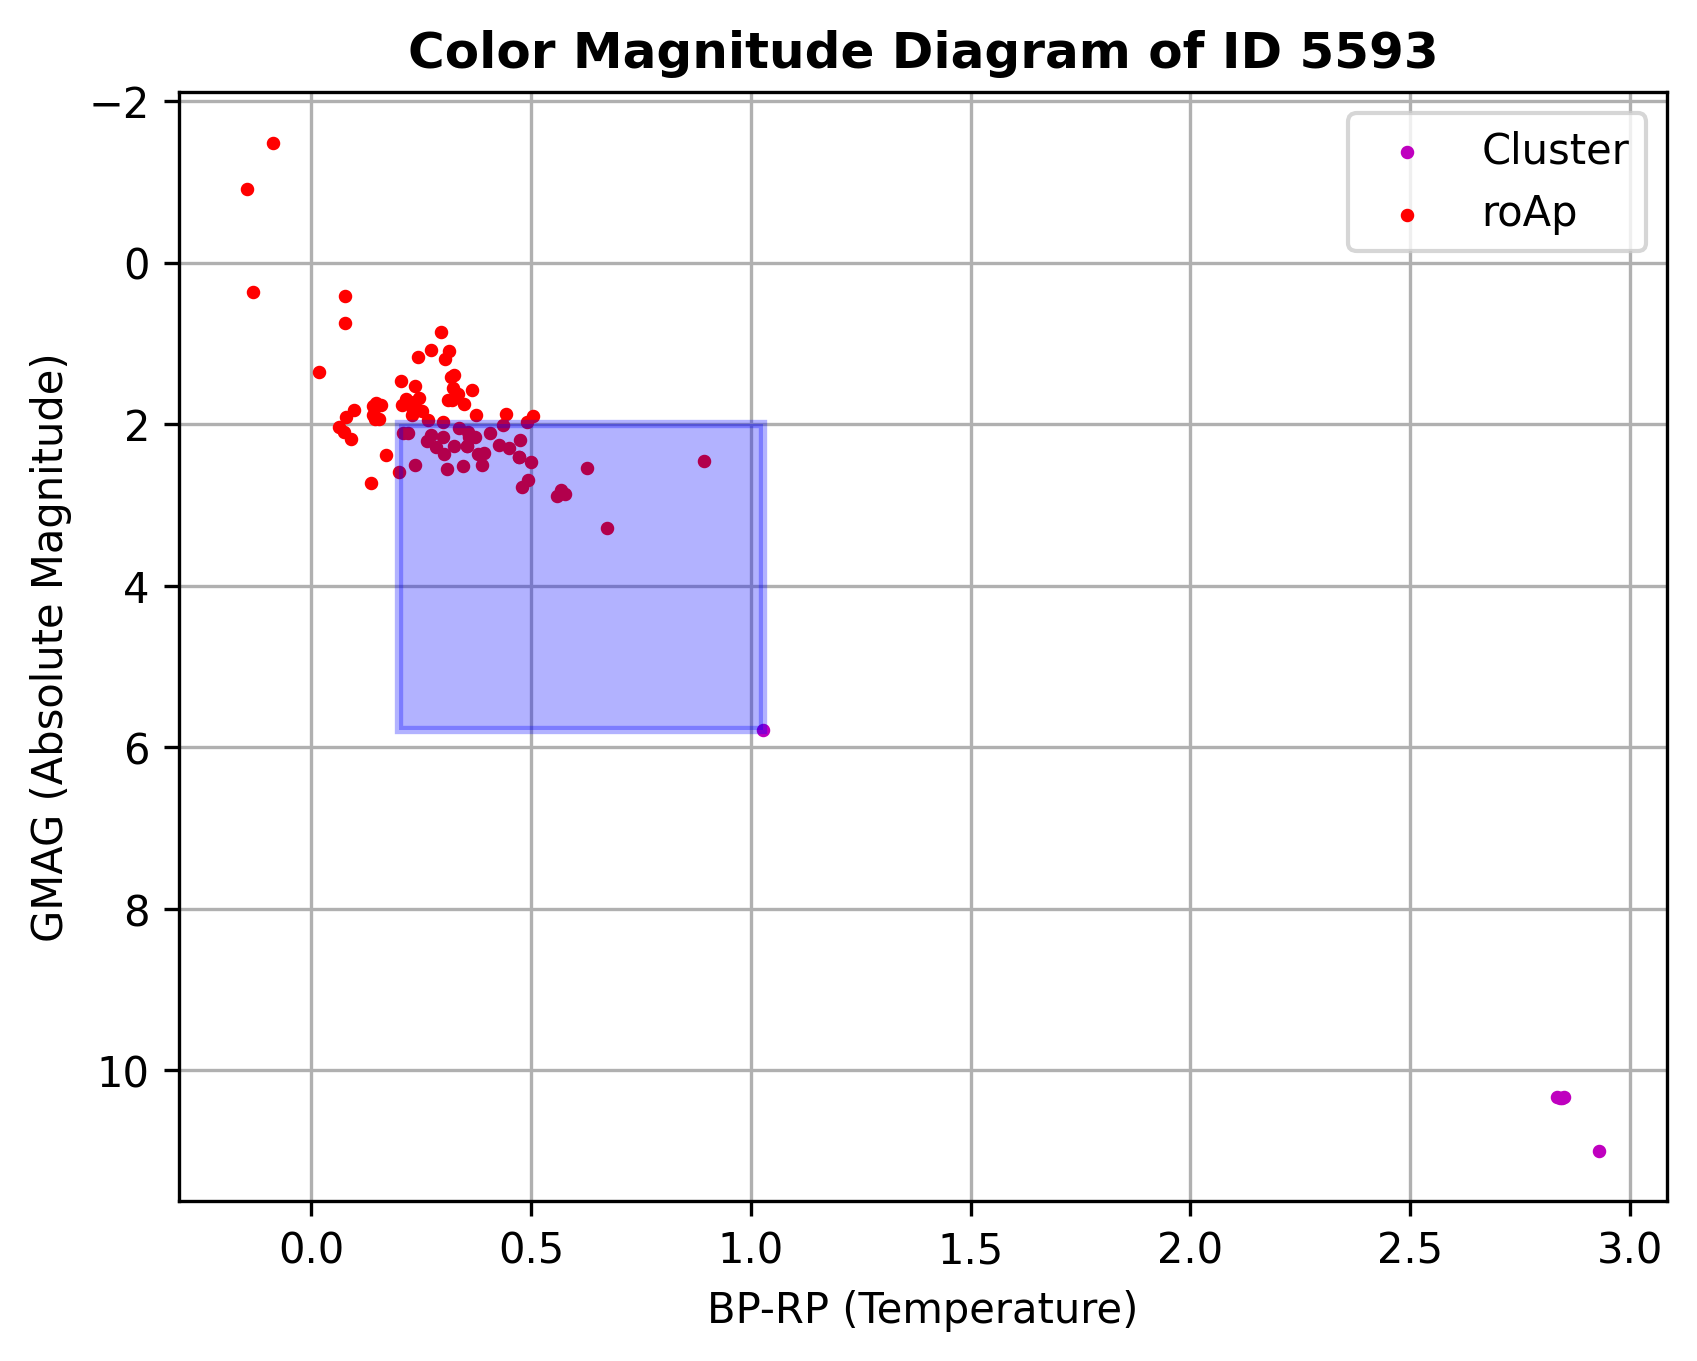 Color Magnitude Diagram of ID 5593
Cluster
roAp
GMAG (Absolute Magnitude)
−2
0
2
4
6
8
10
0.0 0.5 1.0 1.5 2.0 2.5 3.0
BP-RP (Temperature)